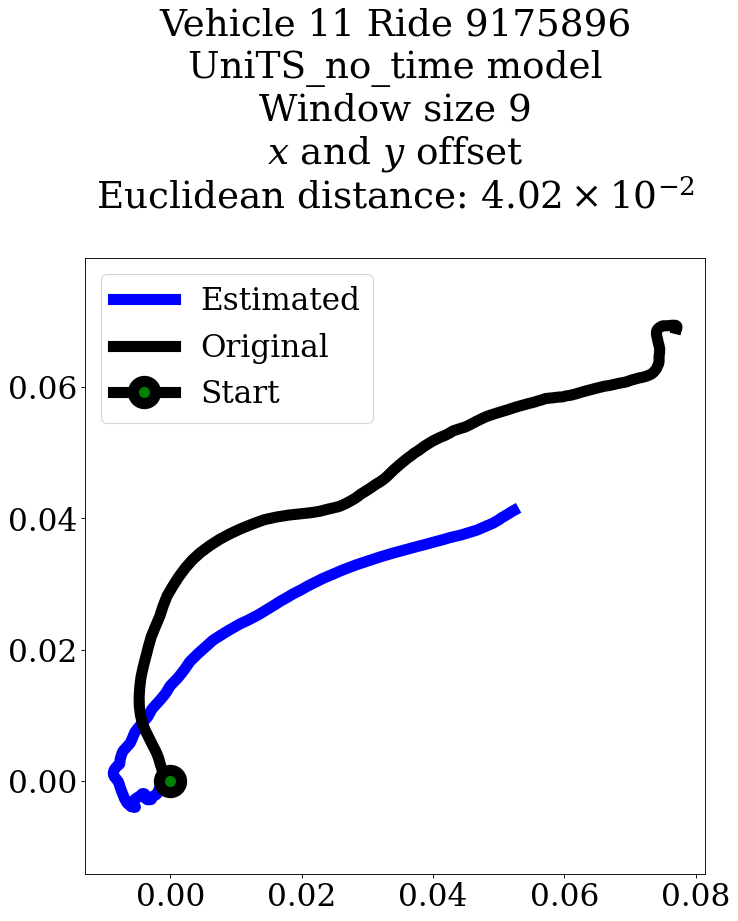 Vehicle 11 Ride 9175896
UniTS_no_time model
Window size 9
x and y offset
Euclidean distance: 4.02 × 10⁻²
Estimated
Original
Start
0.06
0.04
0.02
0.00
0.00 0.02 0.04 0.06 0.08